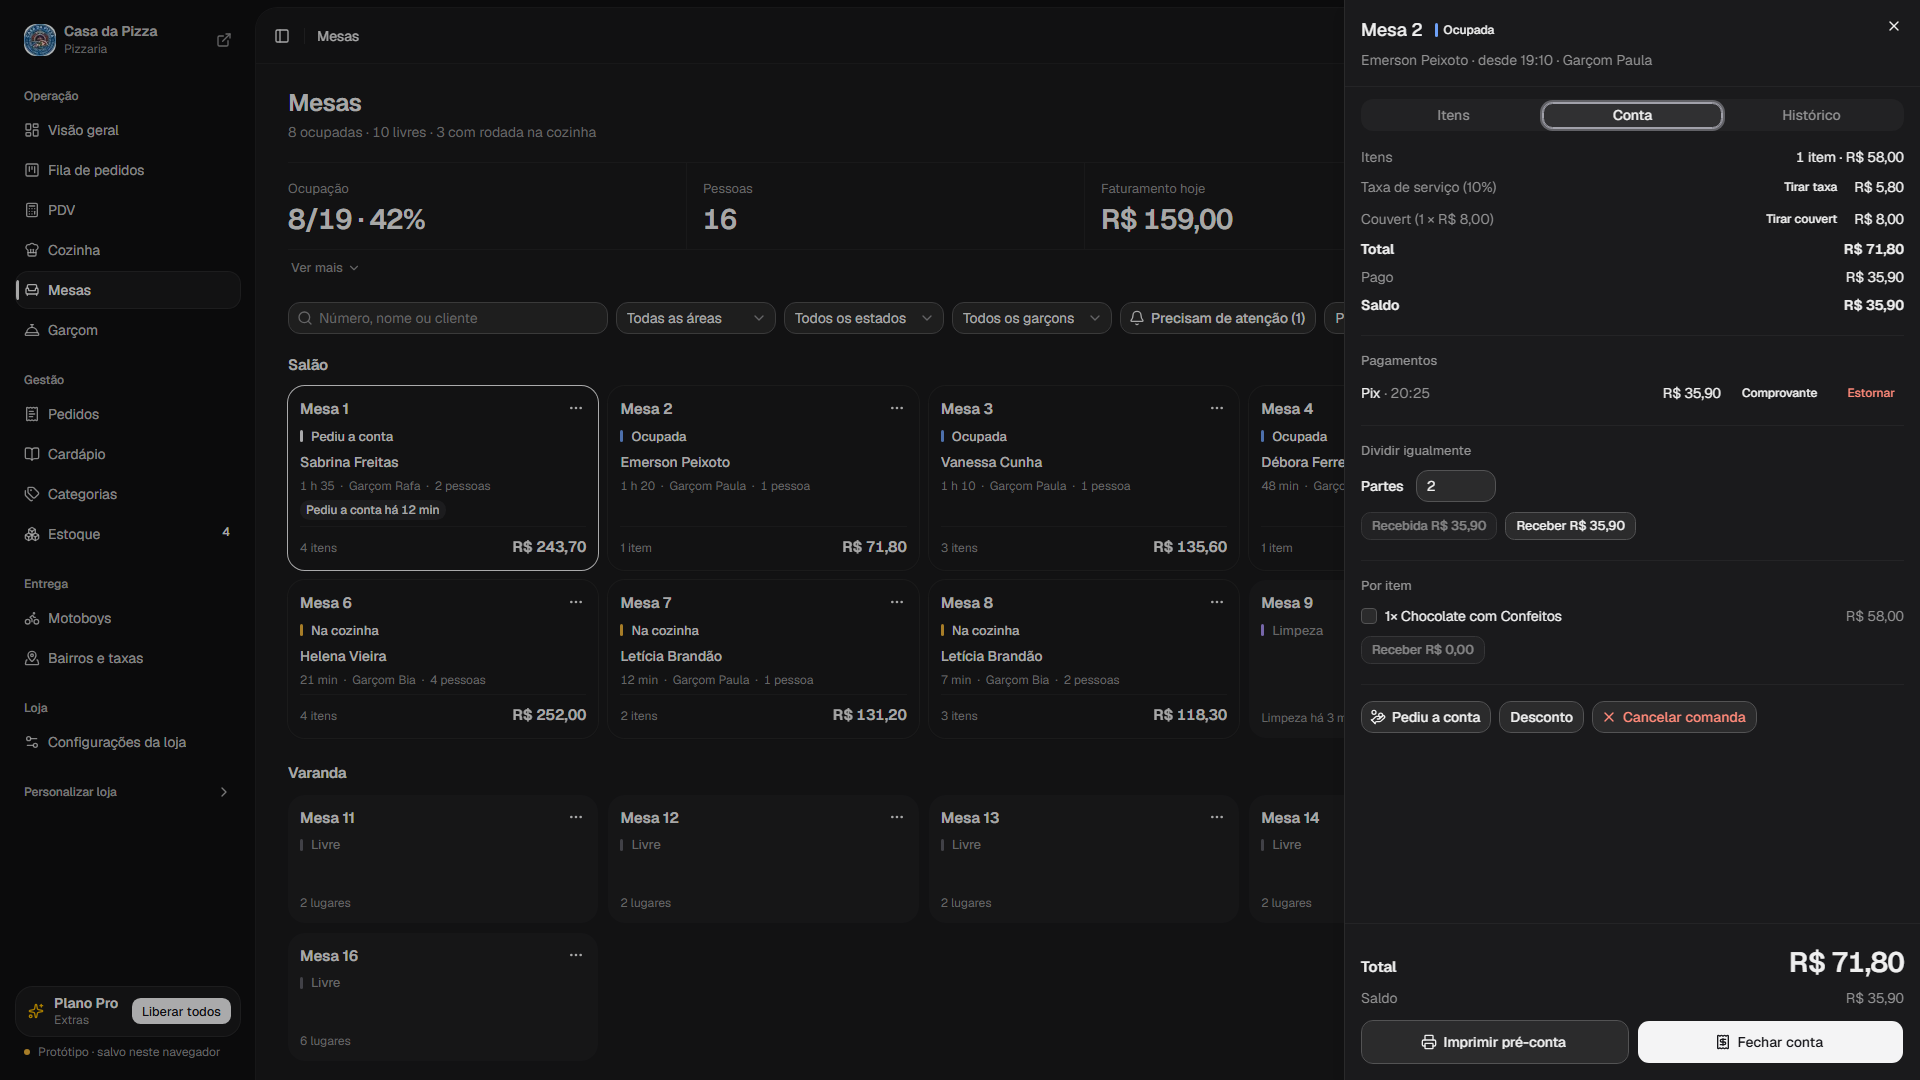 Casa da Pizza
Pizzaria
Operação
Visão geral
Fila de pedidos
PDV
Cozinha
Mesas
Garçom
Gestão
Pedidos
Cardápio
Categorias
Estoque 4
Entrega
Motoboys
Bairros e taxas
Loja
Configurações da loja
Personalizar loja
Plano Pro
Extras
Liberar todos
Protótipo · salvo neste navegador
Mesas
Mesas
8 ocupadas · 10 livres · 3 com rodada na cozinha
Ocupação
8/19 · 42%
Pessoas
16
Faturamento hoje
R$ 159,00
Ver mais
Número, nome ou cliente
Todas as áreas
Todos os estados
Todos os garçons
Precisam de atenção (1)
Salão
Mesa 1
Pediu a conta
Sabrina Freitas
1 h 35 · Garçom Rafa · 2 pessoas
Pediu a conta há 12 min
4 itens R$ 243,70
Mesa 2
Ocupada
Emerson Peixoto
1 h 20 · Garçom Paula · 1 pessoa
1 item R$ 71,80
Mesa 3
Ocupada
Vanessa Cunha
1 h 10 · Garçom Paula · 1 pessoa
3 itens R$ 135,60
Mesa 4
Ocupada
Débora Ferre
48 min · Garço
1 item
Mesa 6
Na cozinha
Helena Vieira
21 min · Garçom Bia · 4 pessoas
4 itens R$ 252,00
Mesa 7
Na cozinha
Letícia Brandão
12 min · Garçom Paula · 1 pessoa
2 itens R$ 131,20
Mesa 8
Na cozinha
Letícia Brandão
7 min · Garçom Bia · 2 pessoas
3 itens R$ 118,30
Mesa 9
Limpeza
Limpeza há 3 m
Varanda
Mesa 11
Livre
2 lugares
Mesa 12
Livre
2 lugares
Mesa 13
Livre
2 lugares
Mesa 14
Livre
2 lugares
Mesa 16
Livre
6 lugares
Mesa 2 Ocupada
Emerson Peixoto · desde 19:10 · Garçom Paula
Itens Conta Histórico
Itens 1 item · R$ 58,00
Taxa de serviço (10%) Tirar taxa R$ 5,80
Couvert (1 × R$ 8,00) Tirar couvert R$ 8,00
Total R$ 71,80
Pago R$ 35,90
Saldo R$ 35,90
Pagamentos
Pix · 20:25 R$ 35,90 Comprovante Estornar
Dividir igualmente
Partes 2
Recebida R$ 35,90 Receber R$ 35,90
Por item
1× Chocolate com Confeitos R$ 58,00
Receber R$ 0,00
Pediu a conta Desconto Cancelar comanda
Total R$ 71,80
Saldo R$ 35,90
Imprimir pré-conta Fechar conta